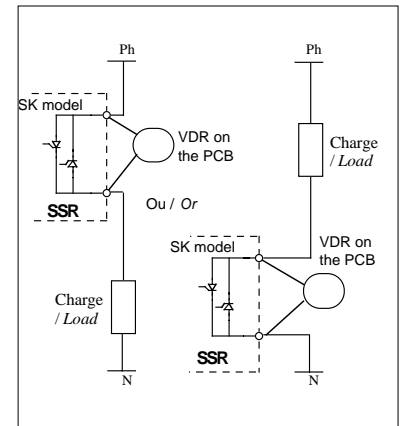 Ph
SK model
VDR on
the PCB
SSR
Ou / Or
Charge
/ Load
N
Ph
Charge
/ Load
SK model
VDR on
the PCB
SSR
N